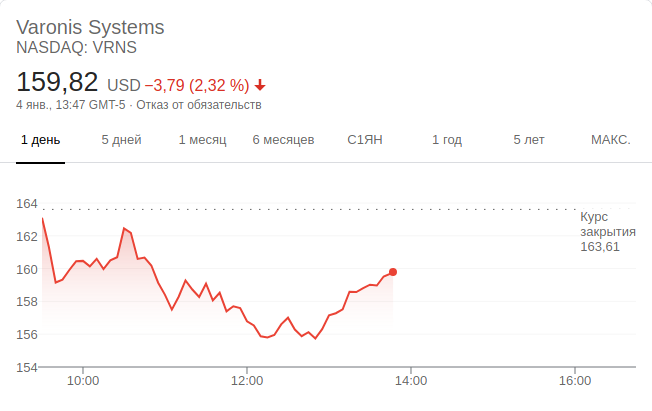 Varonis Systems
NASDAQ: VRNS
159,82 USD −3,79 (2,32 %)
4 янв., 13:47 GMT-5 · Отказ от обязательств
1 день 5 дней 1 месяц 6 месяцев С1ЯН 1 год 5 лет МАКС.
164
Курс
закрытия
163,61
162
160
158
156
154
10:00 12:00 14:00 16:00